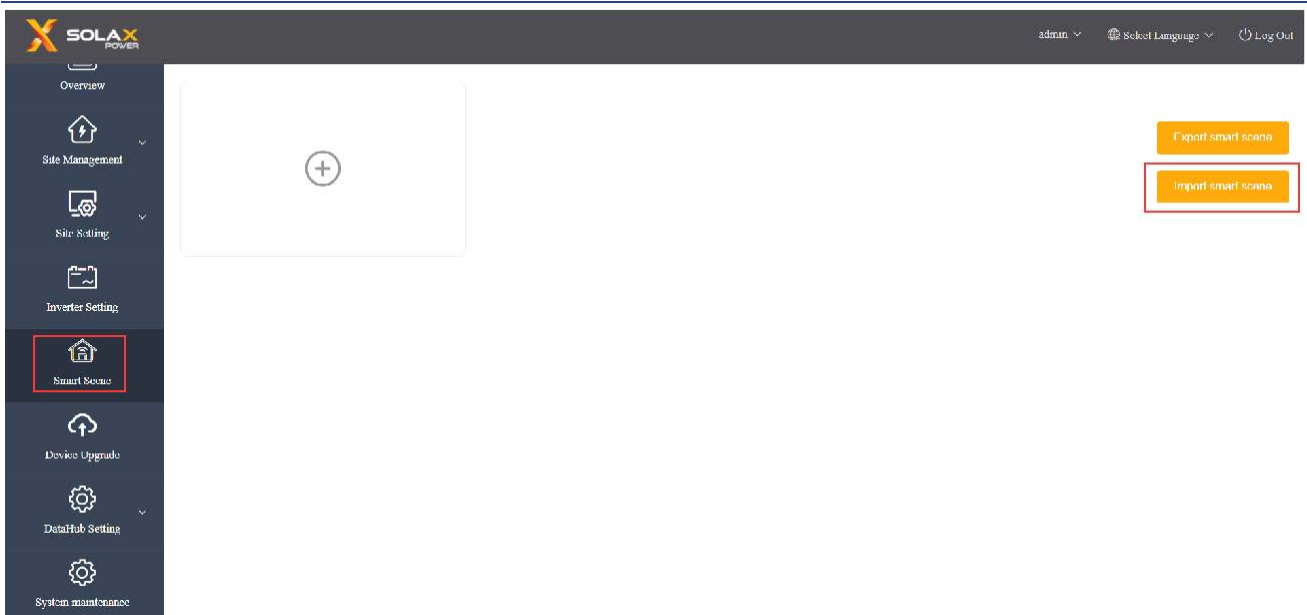 SOLAX
POWER
admin
Select Language
Log Out
Overview
Site Management
Site Setting
Inverter Setting
Smart Scene
Device Upgrade
DataHub Setting
System maintenance
Export smart scene
Import smart scene